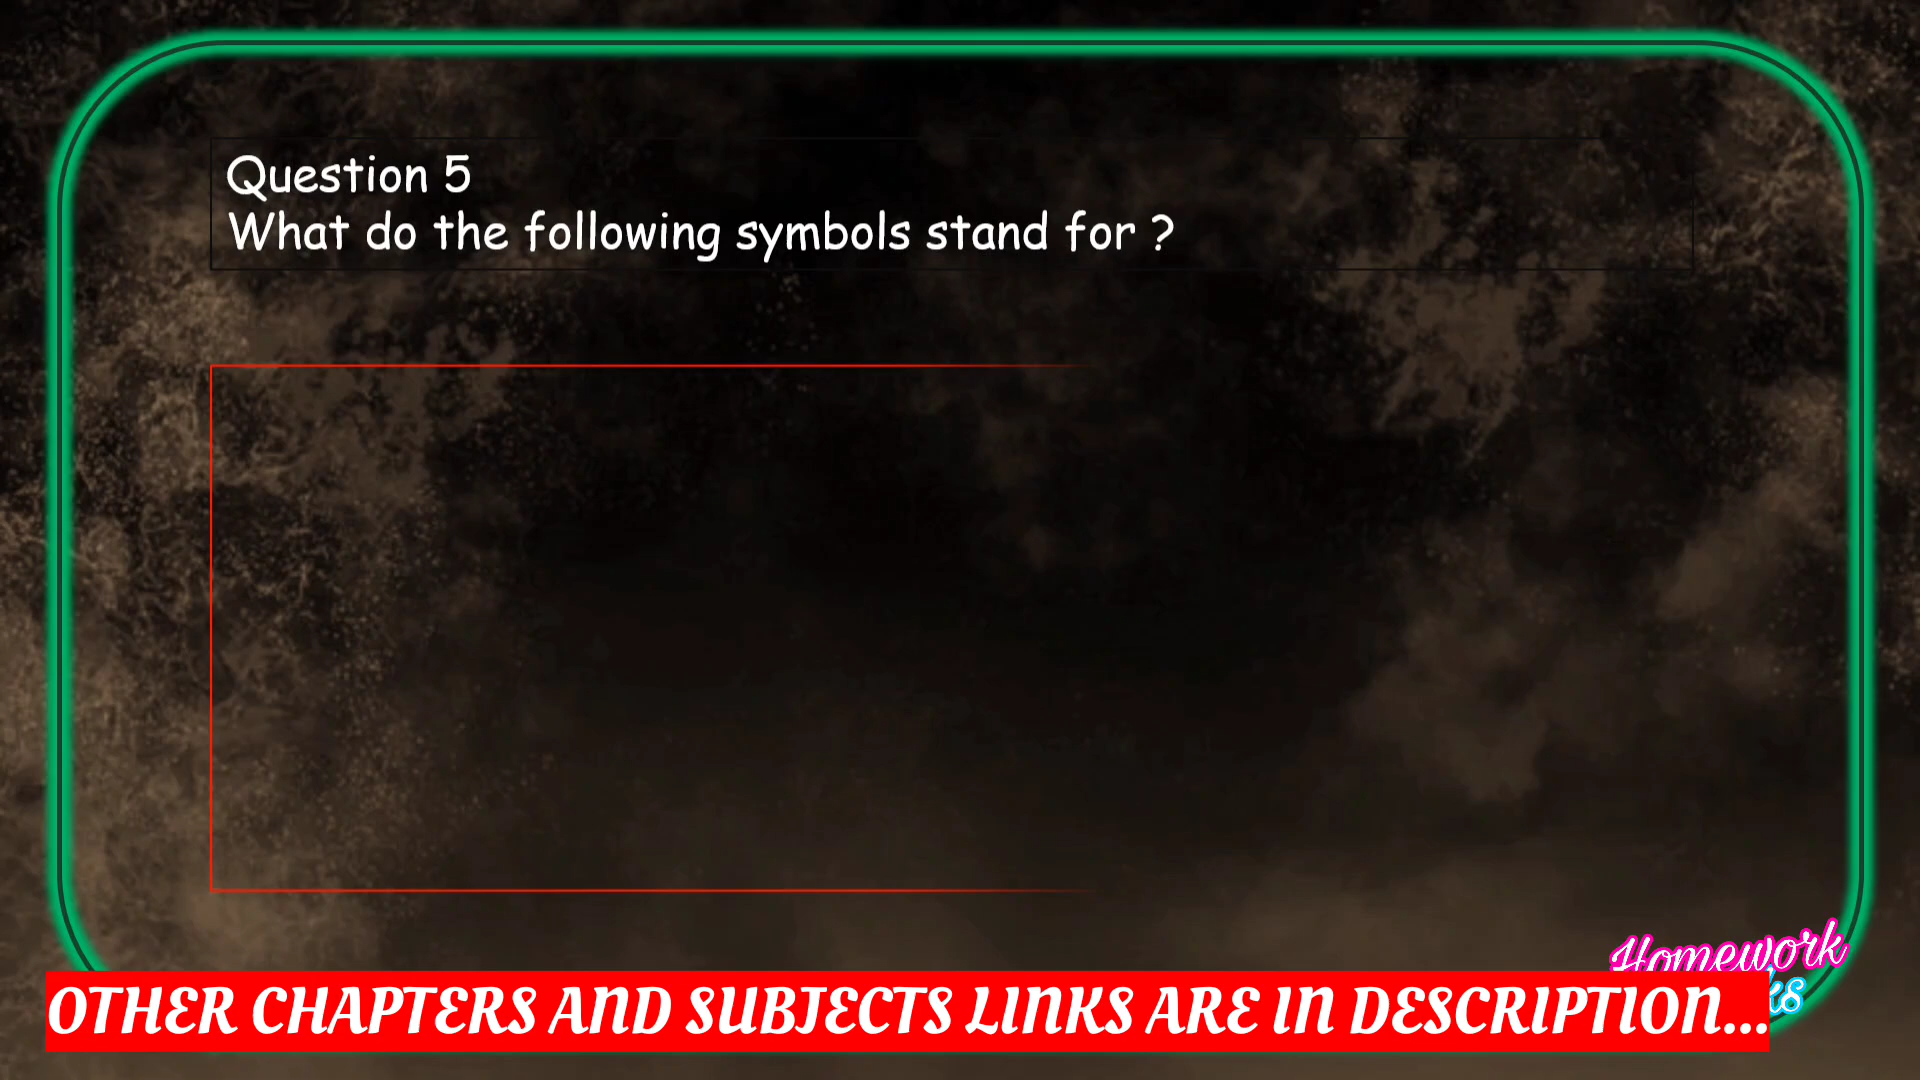 Question 5
What do the following symbols stand for ?
Homework
OTHER CHAPTERS AND SUBJECTS LINKS ARE IN DESCRIPTION...